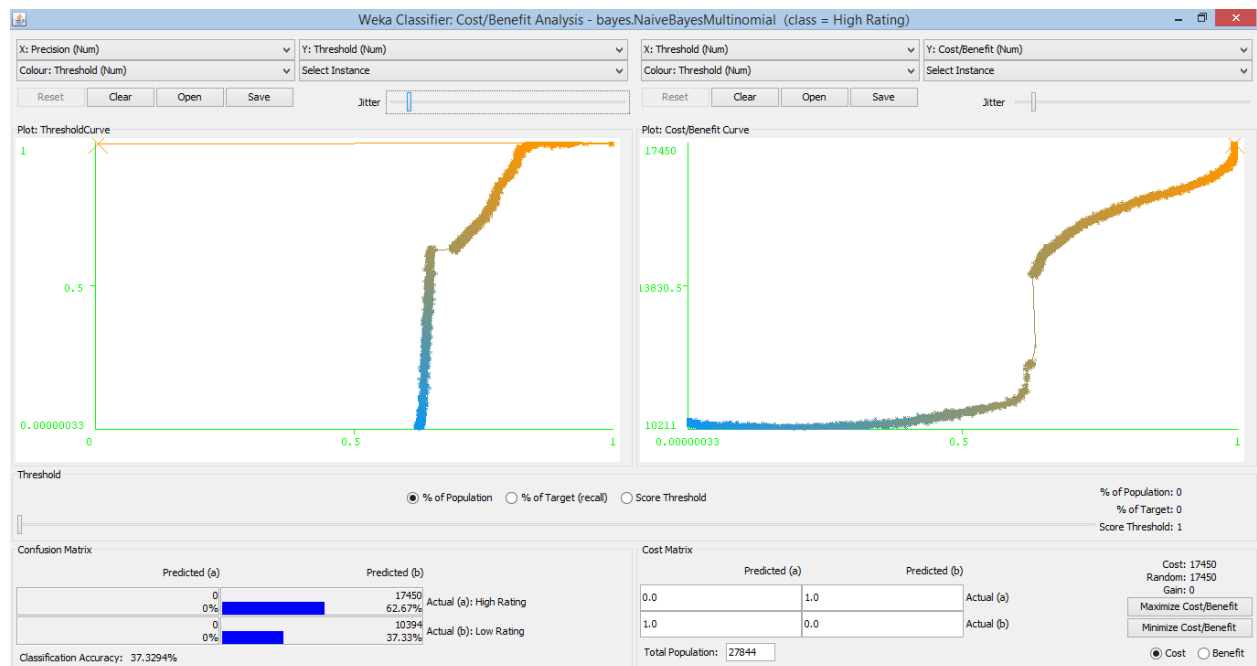 Weka Classifier: Cost/Benefit Analysis - bayes.NaiveBayesMultinomial (class = High Rating)
X: Precision (Num)
Y: Threshold (Num)
X: Threshold (Num)
Y: Cost/Benefit (Num)
Colour: Threshold (Num)
Select Instance
Colour: Threshold (Num)
Select Instance
Reset
Clear
Open
Save
Jitter
Reset
Clear
Open
Save
Jitter
Plot: ThresholdCurve
1
0.5
0.00000033
0
0.5
1
Plot: Cost/Benefit Curve
17450
13830.5
10211
0.00000033
0.5
1
Threshold
% of Population
% of Target (recall)
Score Threshold
% of Population: 0
% of Target: 0
Score Threshold: 1
Confusion Matrix
Predicted (a)
Predicted (b)
0
0%
17450
62.67%
Actual (a): High Rating
0
0%
10394
37.33%
Actual (b): Low Rating
Classification Accuracy: 37.3294%
Cost Matrix
Predicted (a)
Predicted (b)
0.0
1.0
Actual (a)
1.0
0.0
Actual (b)
Total Population: 27844
Cost: 17450
Random: 17450
Gain: 0
Maximize Cost/Benefit
Minimize Cost/Benefit
Cost
Benefit